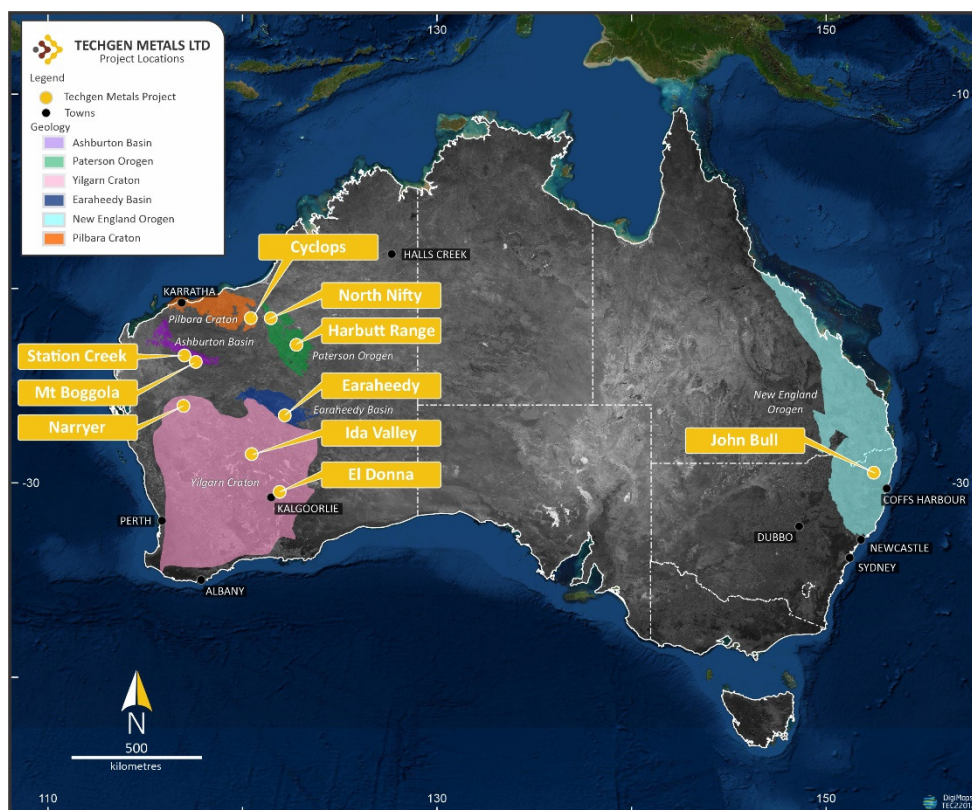 130
150
TECHGEN METALS LTD
Project Locations
Legend
Techgen Metals Project
Towns
Geology
Ashburton Basin
Paterson Orogen
Yilgarn Craton
Earaheedy Basin
New England Orogen
Pilbara Craton
-10
Cyclops
HALLS CREEK
KARRATHA
North Nifty
Pilbara Craton
Harbutt Range
Ashburton Basin
Station Creek
Paterson Orogen
Mt Boggola
Earaheedy
New England
Orogen
Earaheedy Basin
Narryer
Ida Valley
John Bull
El Donna
Yilgarn Craton
-30
-30
KALGOORLIE
COFFS HARBOUR
PERTH
DUBBO
NEWCASTLE
SYDNEY
ALBANY
N
500
kilometres
110
130
150
DigiMaps